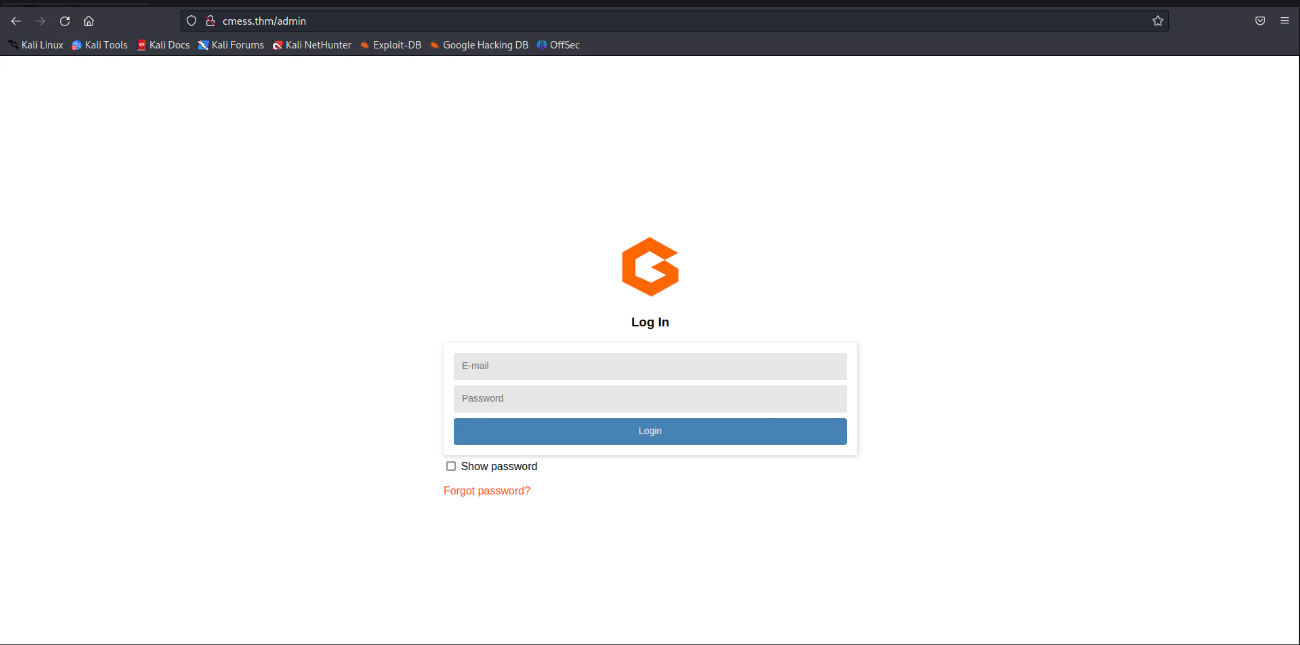 cmess.thm/admin
Kali Linux Kali Tools Kali Docs Kali Forums Kali NetHunter Exploit-DB Google Hacking DB OffSec
Log In
E-mail
Password
Login
Show password
Forgot password?